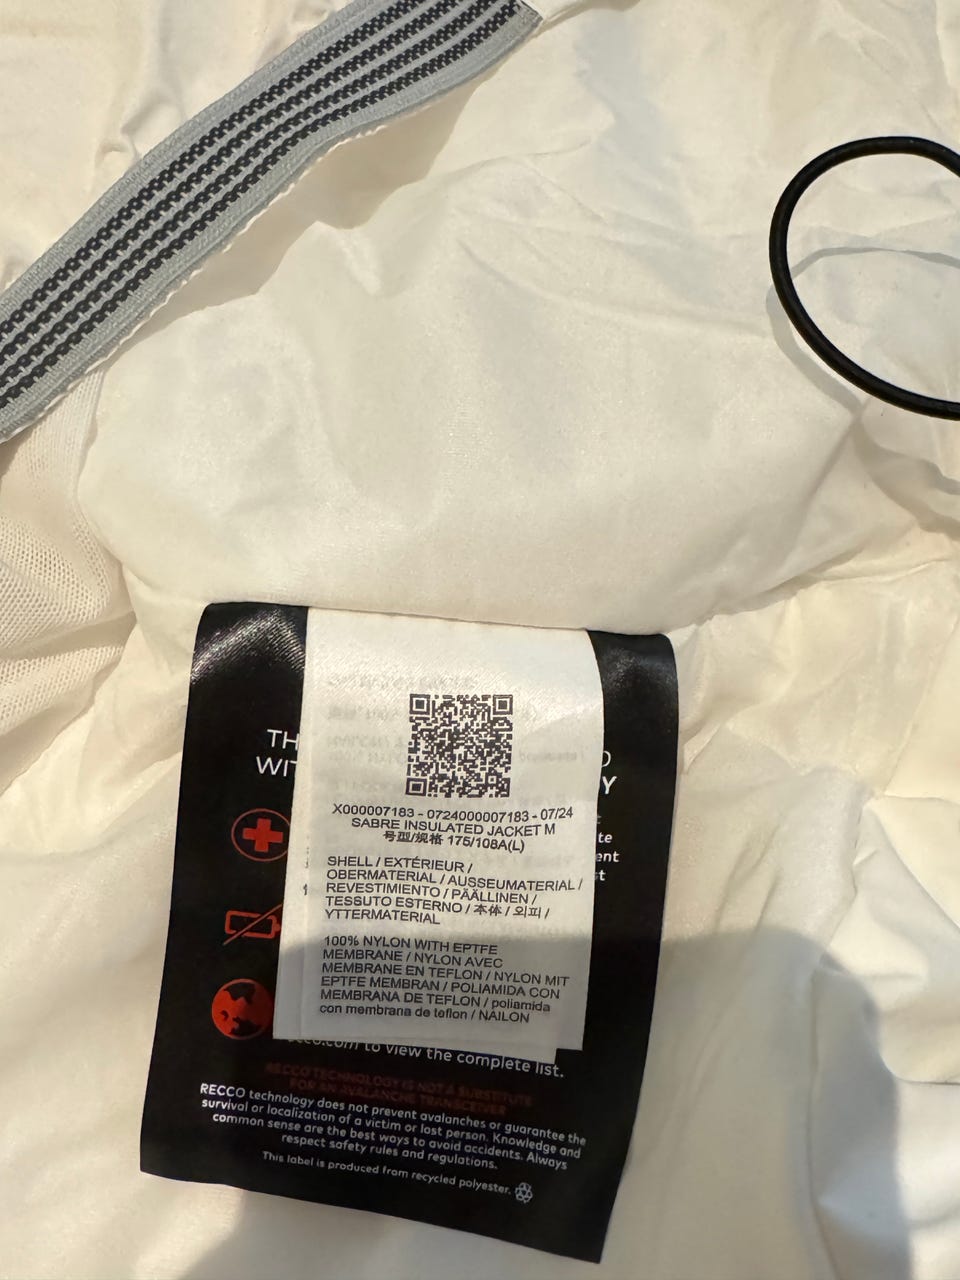 TH
WIT
Y
te
ent
t
X000007183 - 0724000007183 - 07/24
SABRE INSULATED JACKET M
号型/规格 175/108A(L)
SHELL / EXTÉRIEUR /
OBERMATERIAL / AUSSEUMATERIAL /
REVESTIMIENTO / PÄÄLLINEN /
TESSUTO ESTERNO / 本体 / 외피 /
YTTERMATERIAL
100% NYLON WITH EPTFE
MEMBRANE / NYLON AVEC
MEMBRANE EN TEFLON / NYLON MIT
EPTFE MEMBRAN / POLIAMIDA CON
MEMBRANA DE TEFLON / poliamida
con membrana de teflon / NAILON
to view the complete list.
RECCO TECHNOLOGY IS NOT A SUBSTITUTE
FOR AN AVALANCHE TRANSCEIVER
RECCO technology does not prevent avalanches or guarantee the
survival or localization of a victim or lost person. Knowledge and
common sense are the best ways to avoid accidents. Always
respect safety rules and regulations.
This label is produced from recycled polyester.